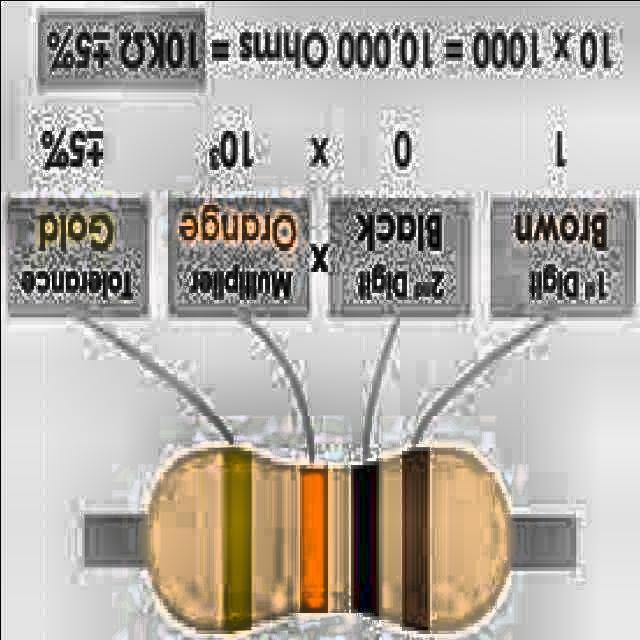 1st Digit 2nd Digit Multiplier Tolerance
Brown Black x Orange Gold
1 0 x 10³ ±5%
10 x 1000 = 10,000 Ohms = 10KΩ ±5%